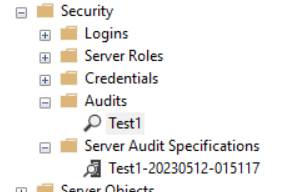 Security
Logins
Server Roles
Credentials
Audits
Test1
Server Audit Specifications
Test1-20230512-015117
Server Objects